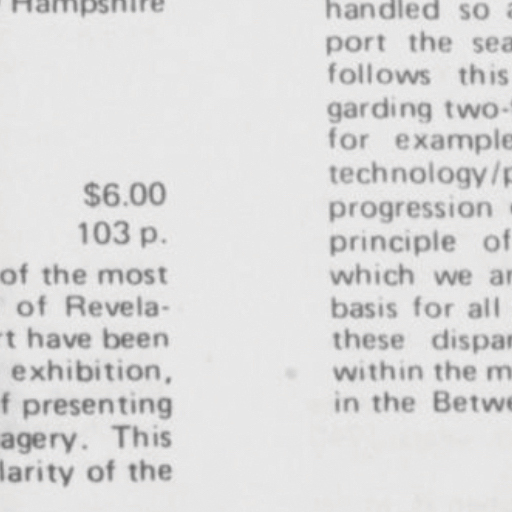 Hampshire
$6.00
103 p.
of the most
of Revela-
rt have been
exhibition,
f presenting
agery. This
larity of the
handled so
port the sea
follows this
garding two-
for example
technology/p
progression
principle of
which we ar
basis for all
these dispar
within the m
in the Betwe